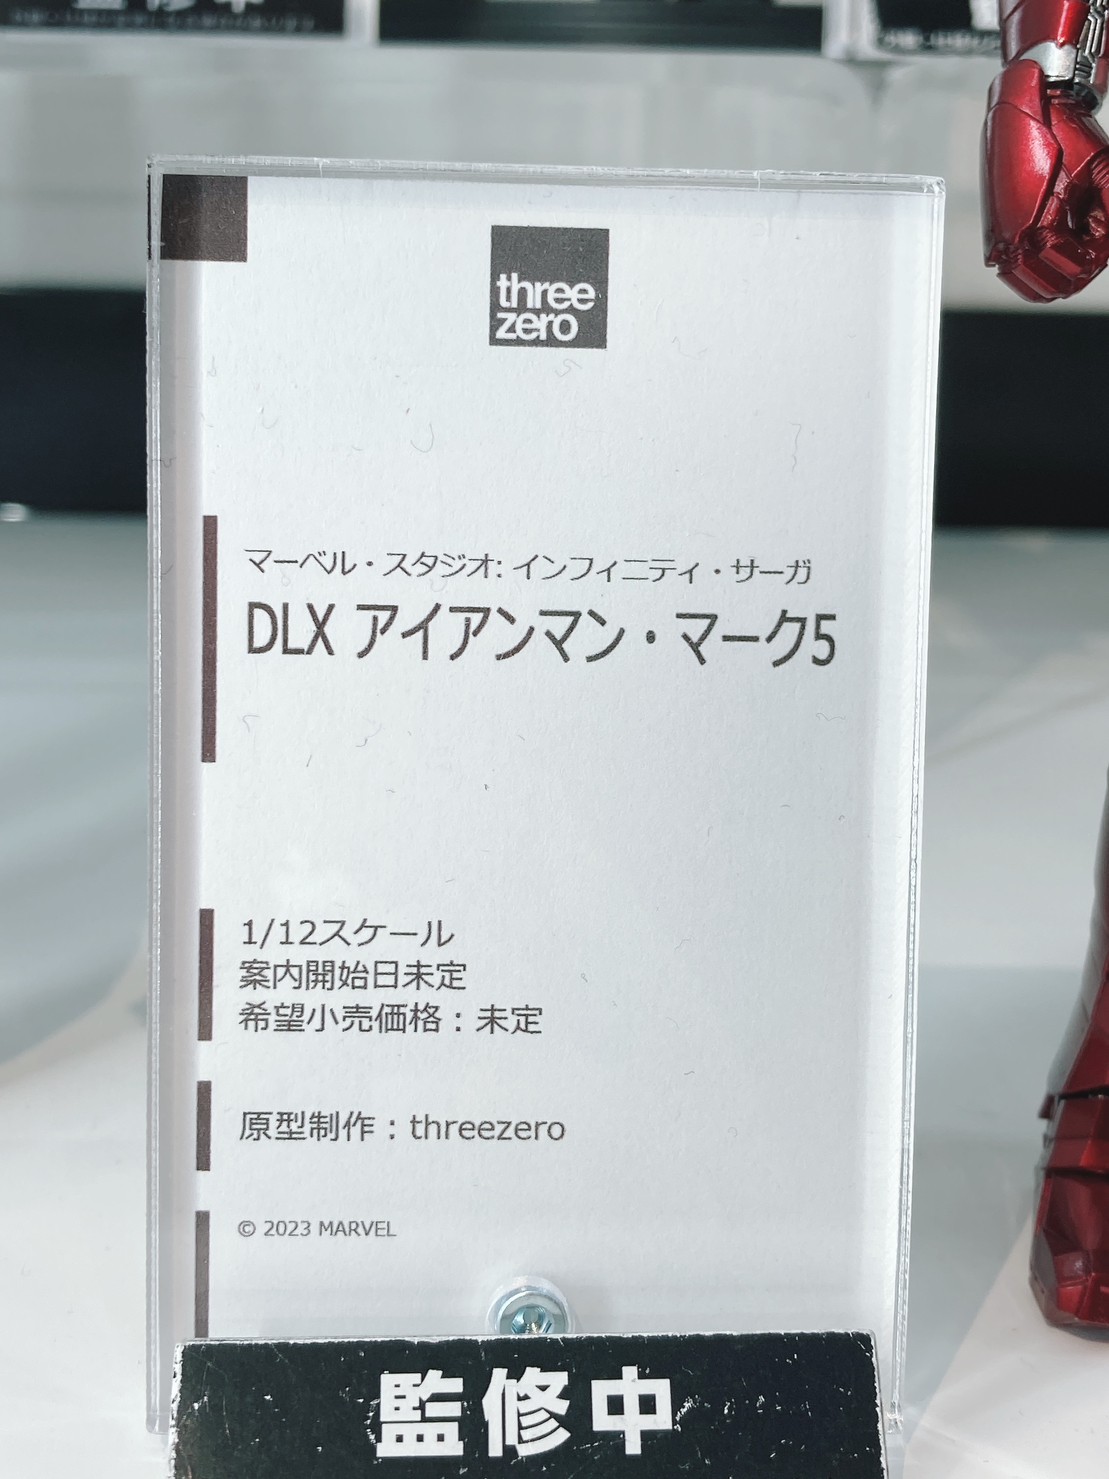 three
zero
マーベル・スタジオ: インフィニティ・サーガ
DLX アイアンマン・マーク5
1/12スケール
案内開始日未定
希望小売価格：未定
原型制作：threezero
© 2023 MARVEL
監修中